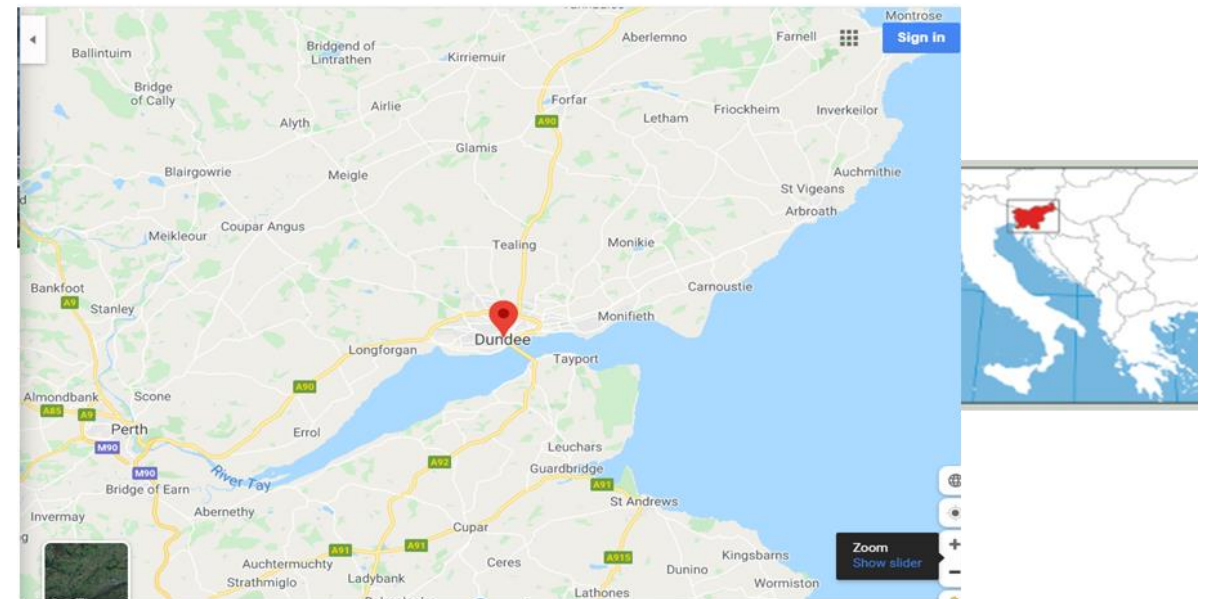 Montrose
Aberlemno
Farnell
Sign in
Ballintuim
Bridgend of
Lintrathen
Kirriemuir
Bridge
of Cally
Airlie
Forfar
Friockheim
Inverkeilor
Alyth
A90
Letham
Glamis
Blairgowrie
Meigle
Auchmithie
St Vigeans
Arbroath
Coupar Angus
Meikleour
Tealing
Monikie
Bankfoot
A9
Stanley
Carnoustie
Monifieth
Dundee
Longforgan
Tayport
A90
Almondbank
Scone
A85
A9
Perth
Errol
M90
Leuchars
A92
Guardbridge
M90
River Tay
A91
Bridge of Earn
St Andrews
Abernethy
Invermay
Cupar
Zoom
Show slider
A91
A91
A915
Kingsbarns
Auchtermuchty
Ceres
Dunino
Strathmiglo
Ladybank
Wormiston
Lathones